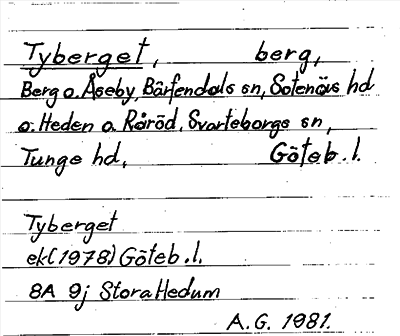 Tyberget, berg,
Berg o. Åseby, Bärfendals sn, Sotenäs hd
o. Heden o. Röröd, Svarteborgs sn,
Tunge hd, Göteb. l.
Tyberget
ek (1978) Göteb. l.
8A 9j Stora Hedum
A.G. 1981.